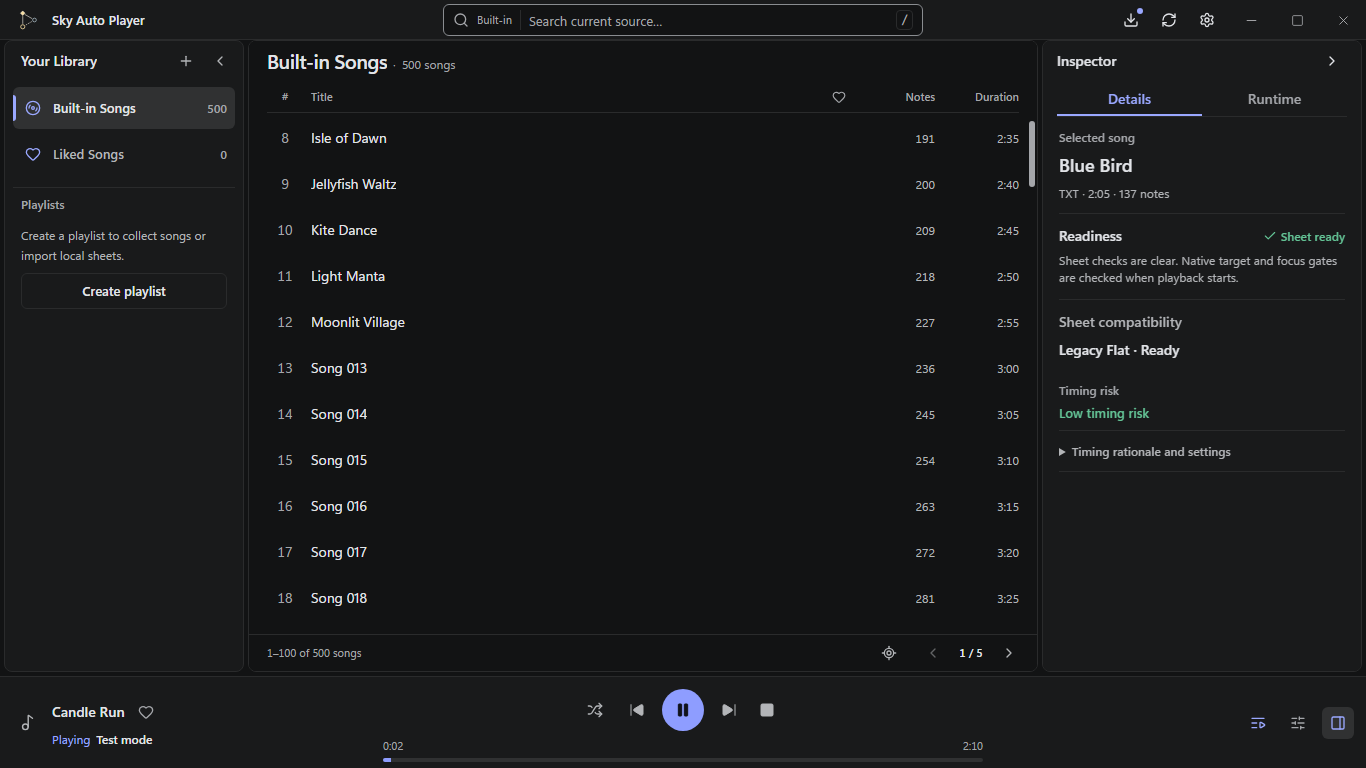 Sky Auto Player
Built-in
Search current source...
/
Your Library
Built-in Songs 500
Liked Songs 0
Playlists
Create a playlist to collect songs or
import local sheets.
Create playlist
Built-in Songs · 500 songs
# Title Notes Duration
8 Isle of Dawn 191 2:35
9 Jellyfish Waltz 200 2:40
10 Kite Dance 209 2:45
11 Light Manta 218 2:50
12 Moonlit Village 227 2:55
13 Song 013 236 3:00
14 Song 014 245 3:05
15 Song 015 254 3:10
16 Song 016 263 3:15
17 Song 017 272 3:20
18 Song 018 281 3:25
1–100 of 500 songs
1 / 5
Inspector
Details Runtime
Selected song
Blue Bird
TXT · 2:05 · 137 notes
Readiness Sheet ready
Sheet checks are clear. Native target and focus gates
are checked when playback starts.
Sheet compatibility
Legacy Flat · Ready
Timing risk
Low timing risk
Timing rationale and settings
Candle Run
Playing Test mode
0:02 2:10